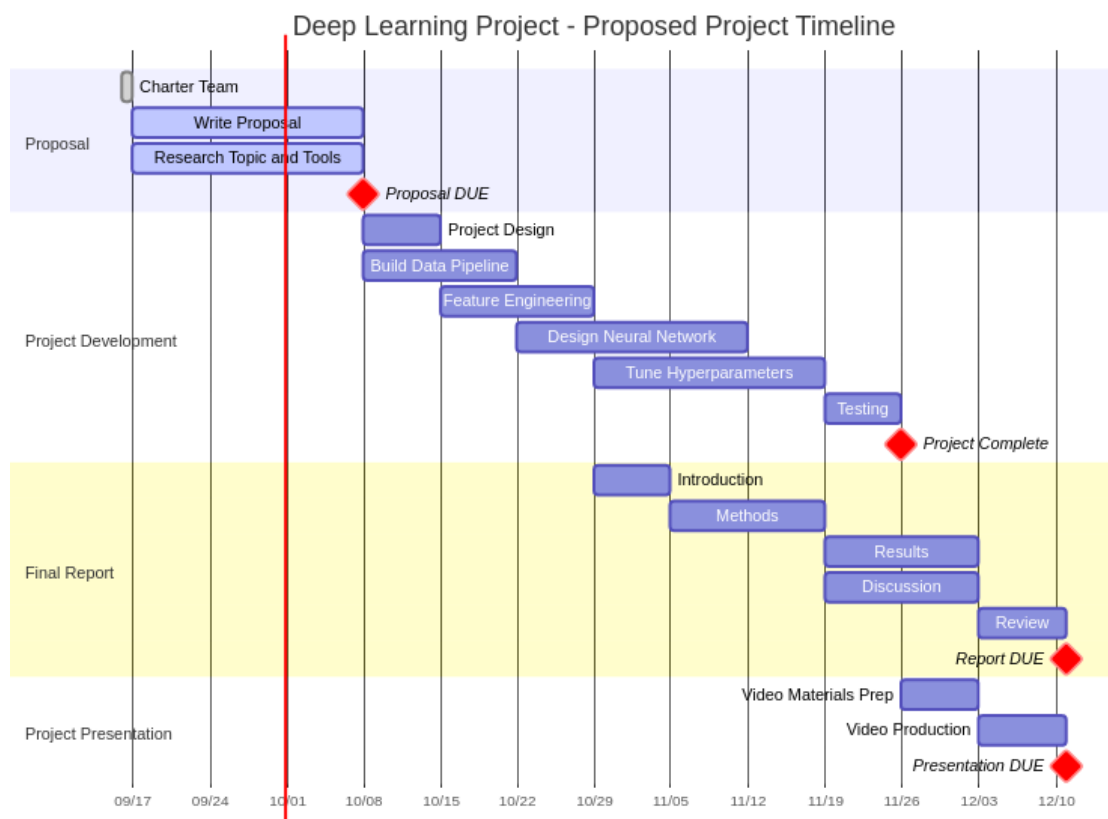 Deep Learning Project - Proposed Project Timeline
Charter Team
Write Proposal
Proposal
Research Topic and Tools
Proposal DUE
Project Design
Build Data Pipeline
Feature Engineering
Design Neural Network
Project Development
Tune Hyperparameters
Testing
Project Complete
Introduction
Methods
Results
Final Report
Discussion
Review
Report DUE
Video Materials Prep
Video Production
Project Presentation
Presentation DUE
09/17 09/24 10/01 10/08 10/15 10/22 10/29 11/05 11/12 11/19 11/26 12/03 12/10